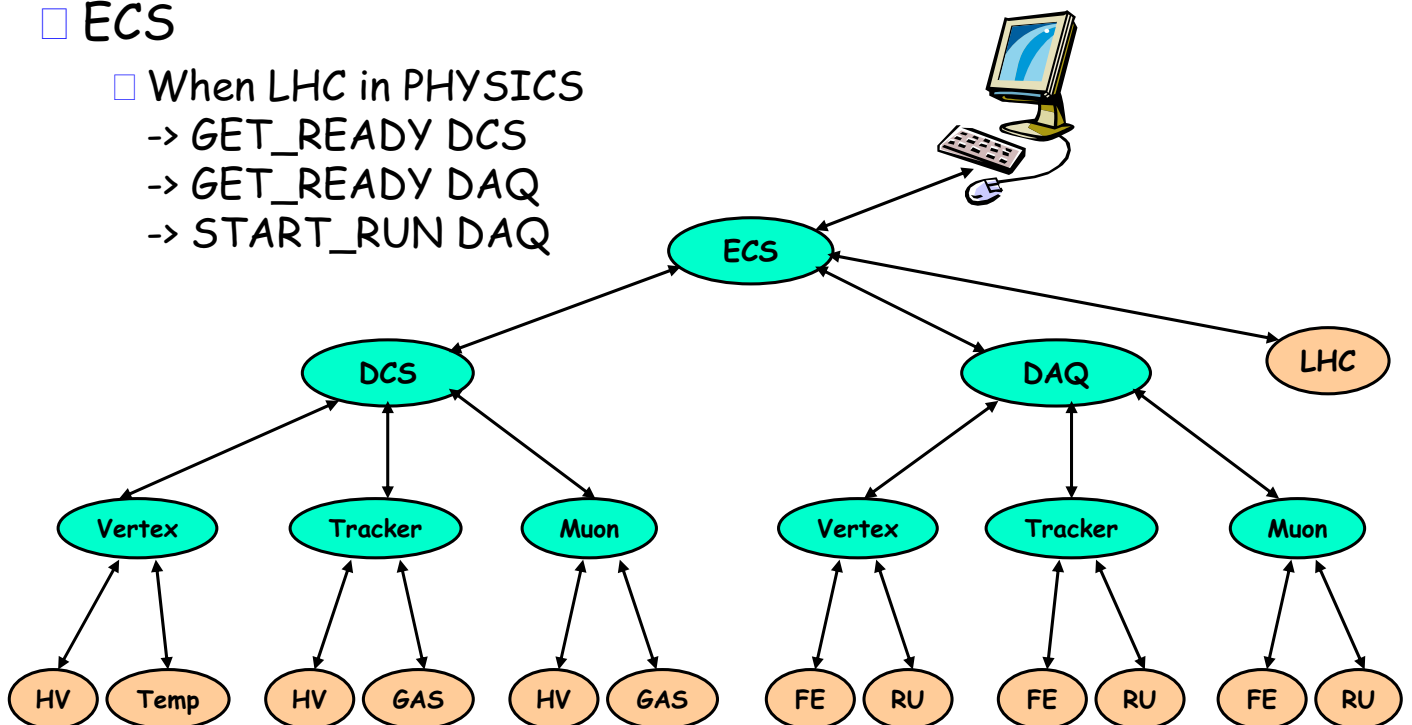 ECS
When LHC in PHYSICS
-> GET_READY DCS
-> GET_READY DAQ
-> START_RUN DAQ
ECS
DCS DAQ LHC
Vertex Tracker Muon Vertex Tracker Muon
HV Temp HV GAS HV GAS FE RU FE RU FE RU